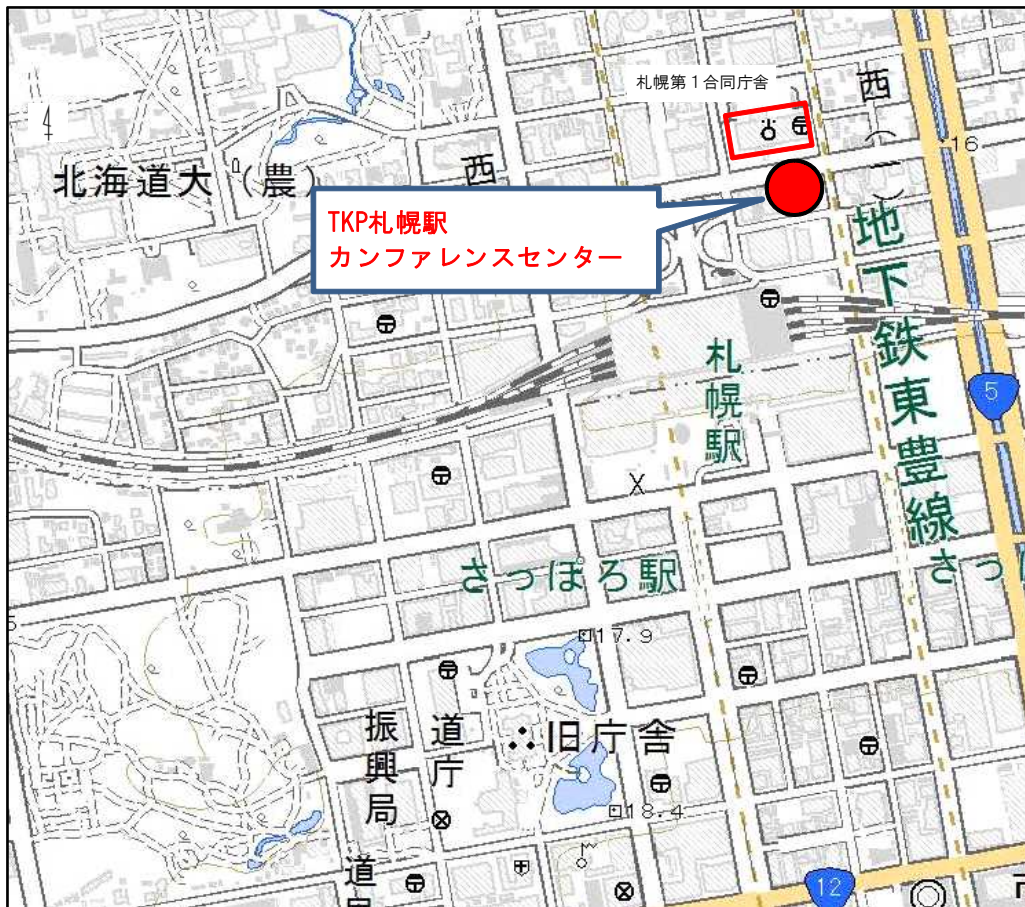 札幌第1合同庁舎
西(一)
16
北海道大(農)
西
TKP札幌駅
カンファレンスセンター
地下鉄東豊線
札幌駅
5
さっぽろ駅
さっ
17.9
振興局
道庁
旧庁舎
18.4
道
12